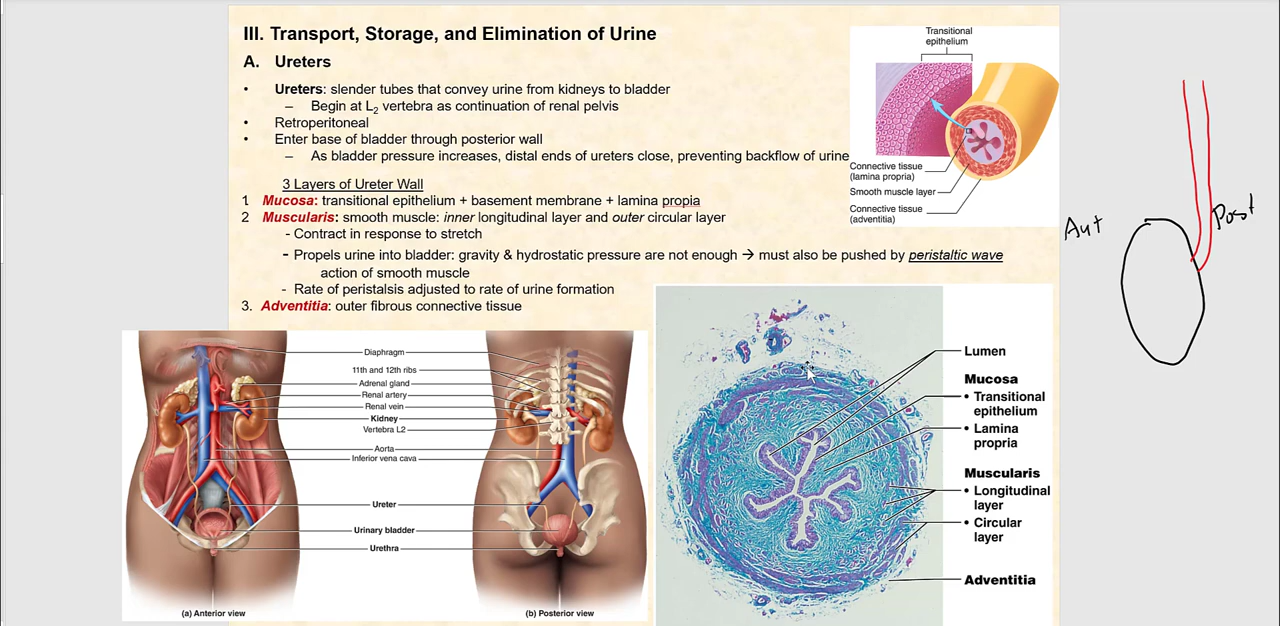 III. Transport, Storage, and Elimination of Urine
A. Ureters
• Ureters: slender tubes that convey urine from kidneys to bladder
– Begin at L2 vertebra as continuation of renal pelvis
• Retroperitoneal
• Enter base of bladder through posterior wall
– As bladder pressure increases, distal ends of ureters close, preventing backflow of urine
3 Layers of Ureter Wall
1 Mucosa: transitional epithelium + basement membrane + lamina propia
2 Muscularis: smooth muscle: inner longitudinal layer and outer circular layer
- Contract in response to stretch
- Propels urine into bladder: gravity & hydrostatic pressure are not enough → must also be pushed by peristaltic wave
action of smooth muscle
- Rate of peristalsis adjusted to rate of urine formation
3. Adventitia: outer fibrous connective tissue
Transitional
epithelium
Connective tissue
(lamina propria)
Smooth muscle layer
Connective tissue
(adventitia)
Ant
Post
Diaphragm
11th and 12th ribs
Adrenal gland
Renal artery
Renal vein
Kidney
Vertebra L2
Aorta
Inferior vena cava
Ureter
Urinary bladder
Urethra
(a) Anterior view
(b) Posterior view
Lumen
Mucosa
• Transitional
epithelium
• Lamina
propria
Muscularis
• Longitudinal
layer
• Circular
layer
Adventitia